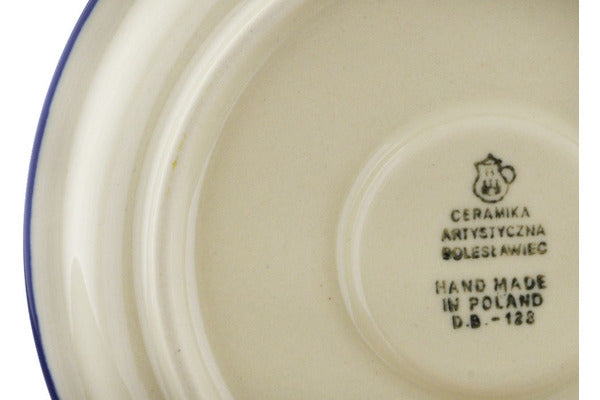 CERAMIKA
ARTYSTYCZNA
BOLESŁAWIEC
HAND MADE
IN POLAND
D.B.-128